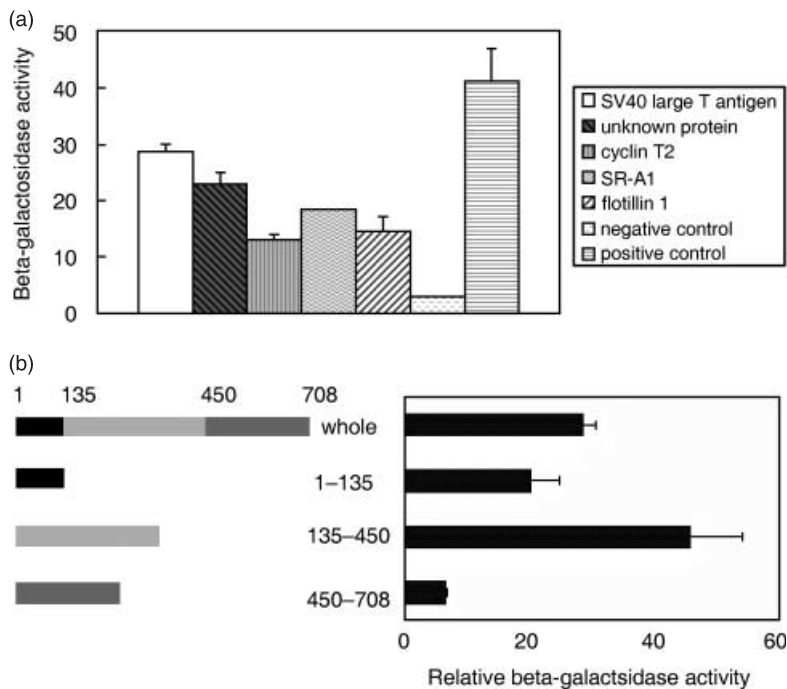 (a)
Beta-galactosidase activity
50
40
30
20
10
0
SV40 large T antigen
unknown protein
cyclin T2
SR-A1
flotillin 1
negative control
positive control
(b)
1 135 450 708
whole
1–135
135–450
450–708
0 20 40 60
Relative beta-galactsidase activity